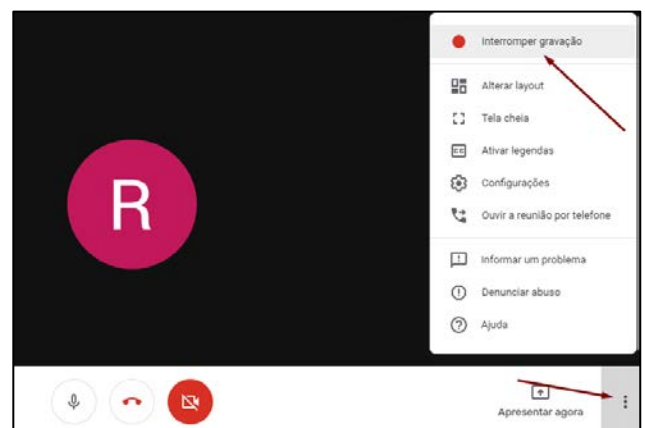 Interromper gravação
Alterar layout
Tela cheia
Ativar legendas
Configurações
Ouvir a reunião por telefone
Informar um problema
Denunciar abuso
Ajuda
R
Apresentar agora